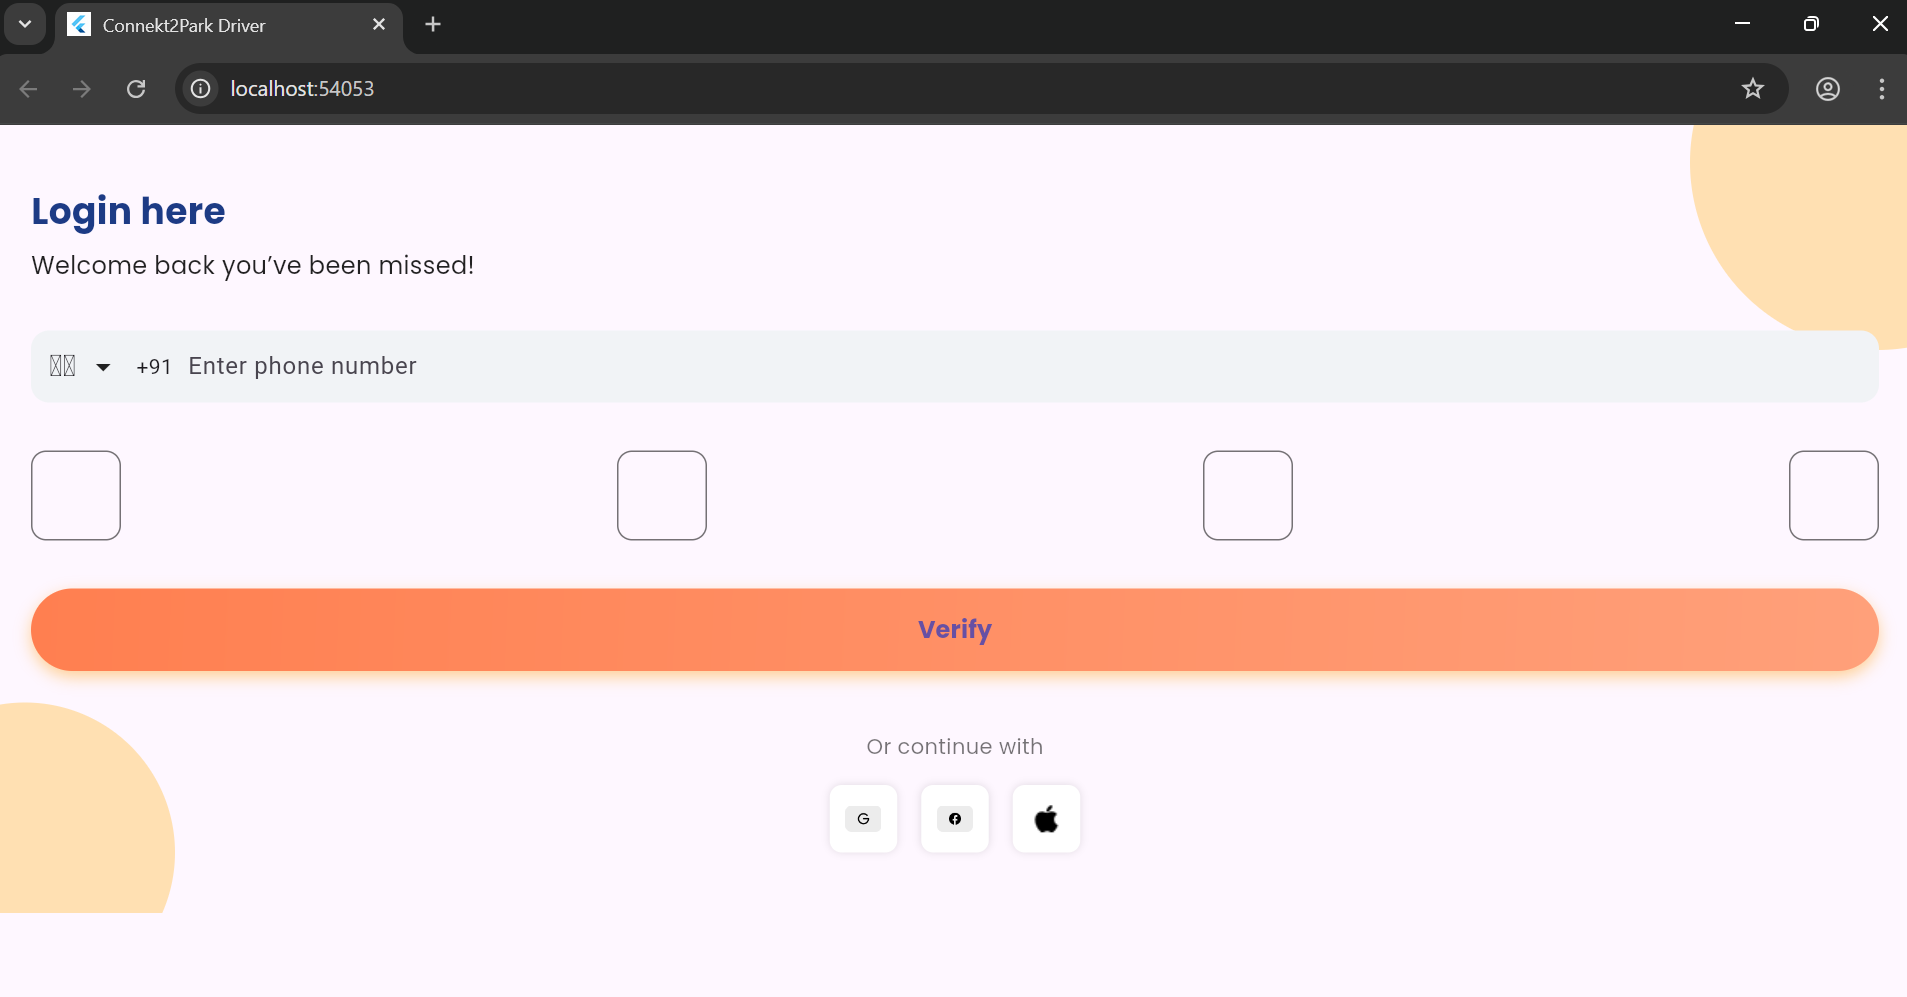 Connekt2Park Driver
localhost:54053
Login here
Welcome back you’ve been missed!
+91 Enter phone number
Verify
Or continue with
G